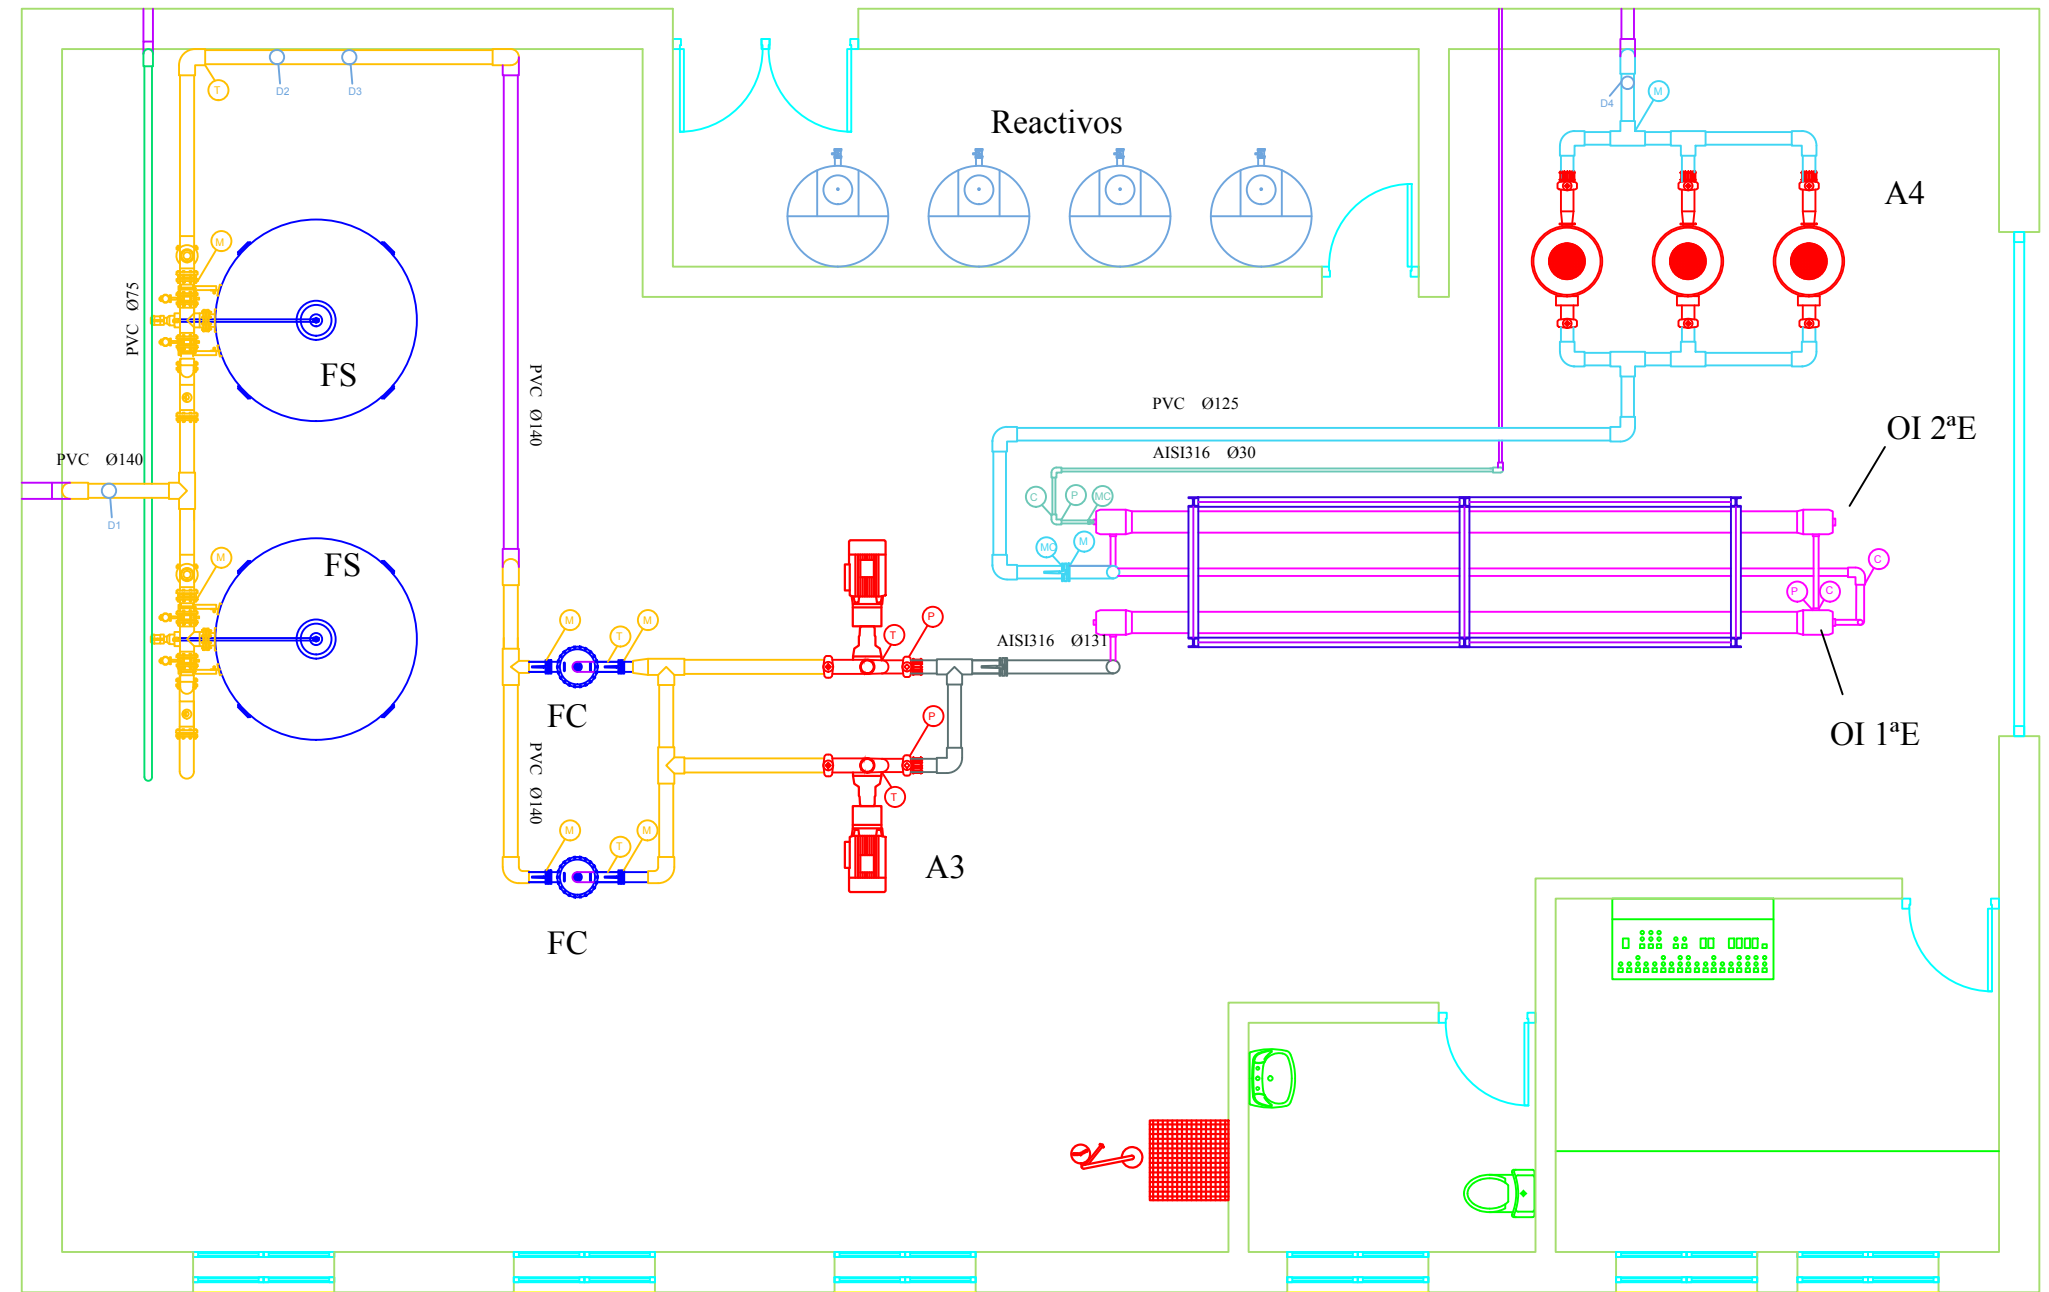 T
D2
D3
Reactivos
D4
M
A4
M
PVC Ø75
FS
PVC Ø140
PVC Ø125
OI 2ªE
PVC Ø140
AISI316 Ø30
D1
C
P
MC
MC
M
FS
M
C
P
C
M
T
M
T
P
AISI316 Ø131
FC
P
OI 1ªE
PVC Ø140
T
M
T
M
A3
FC